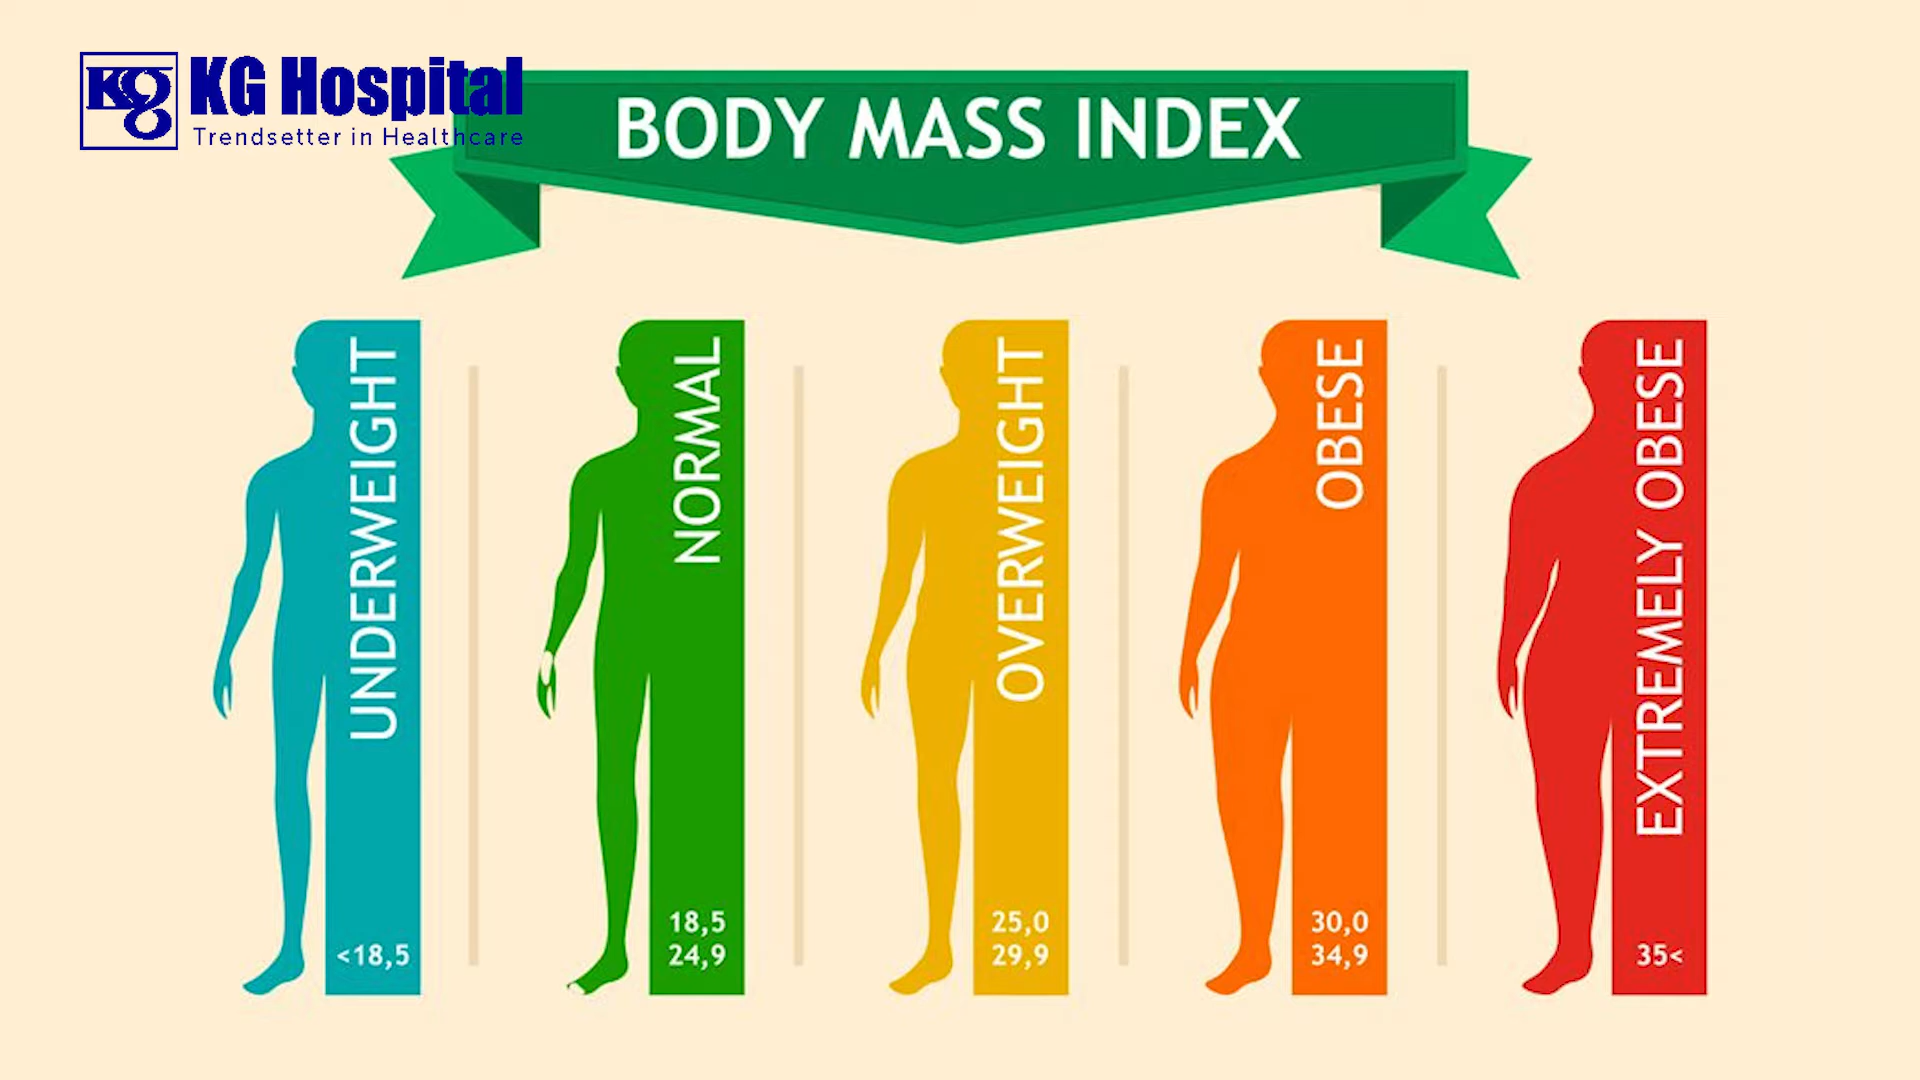 Kg KG Hospital
Trendsetter in Healthcare
BODY MASS INDEX
UNDERWEIGHT
<18,5
NORMAL
18,5
24,9
OVERWEIGHT
25,0
29,9
OBESE
30,0
34,9
EXTREMELY OBESE
35<